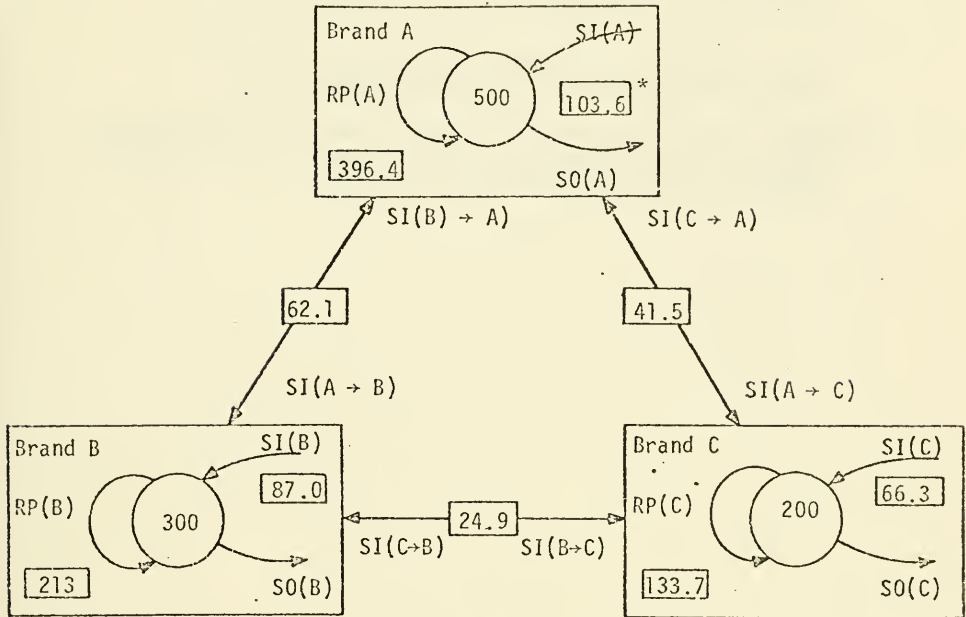 Brand A
SI(A)
RP(A)
500
103.6 *
396.4
SO(A)
SI(B) → A)
SI(C → A)
62.1
41.5
SI(A → B)
SI(A → C)
Brand B
SI(B)
87.0
RP(B)
300
213
SO(B)
24.9
SI(C→B)
SI(B→C)
Brand C
SI(C)
66.3
RP(C)
200
133.7
SO(C)